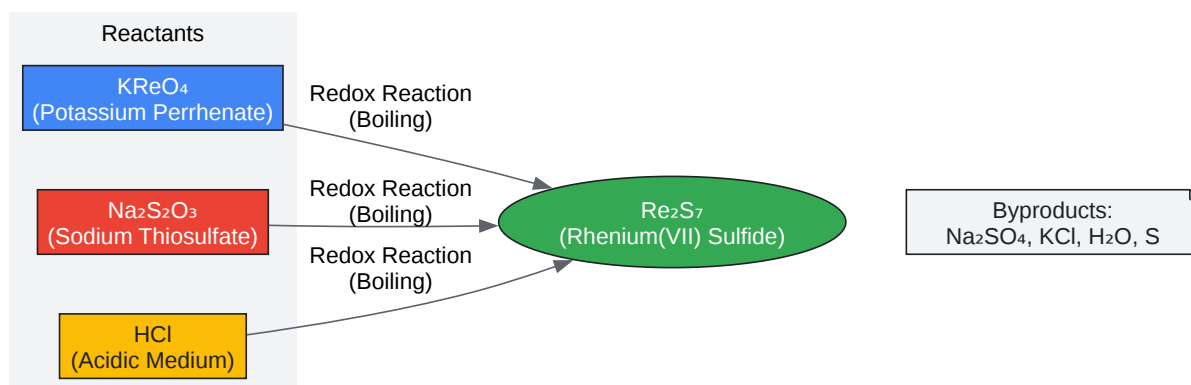 Reactants
KReO₄
(Potassium Perrhenate)
Redox Reaction
(Boiling)
Na₂S₂O₃
(Sodium Thiosulfate)
Redox Reaction
(Boiling)
Re₂S₇
(Rhenium(VII) Sulfide)
Byproducts:
Na₂SO₄, KCl, H₂O, S
Redox Reaction
(Boiling)
HCl
(Acidic Medium)